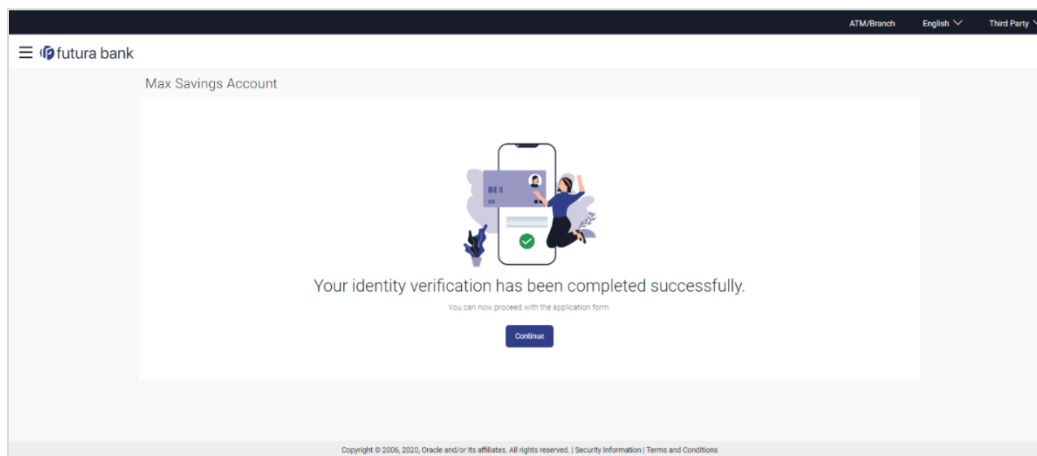 ATM/Branch English Third Party
futura bank
Max Savings Account
Your identity verification has been completed successfully.
You can now proceed with the application form.
Continue
Copyright © 2006, 2020, Oracle and/or its affiliates. All rights reserved. | Security Information | Terms and Conditions